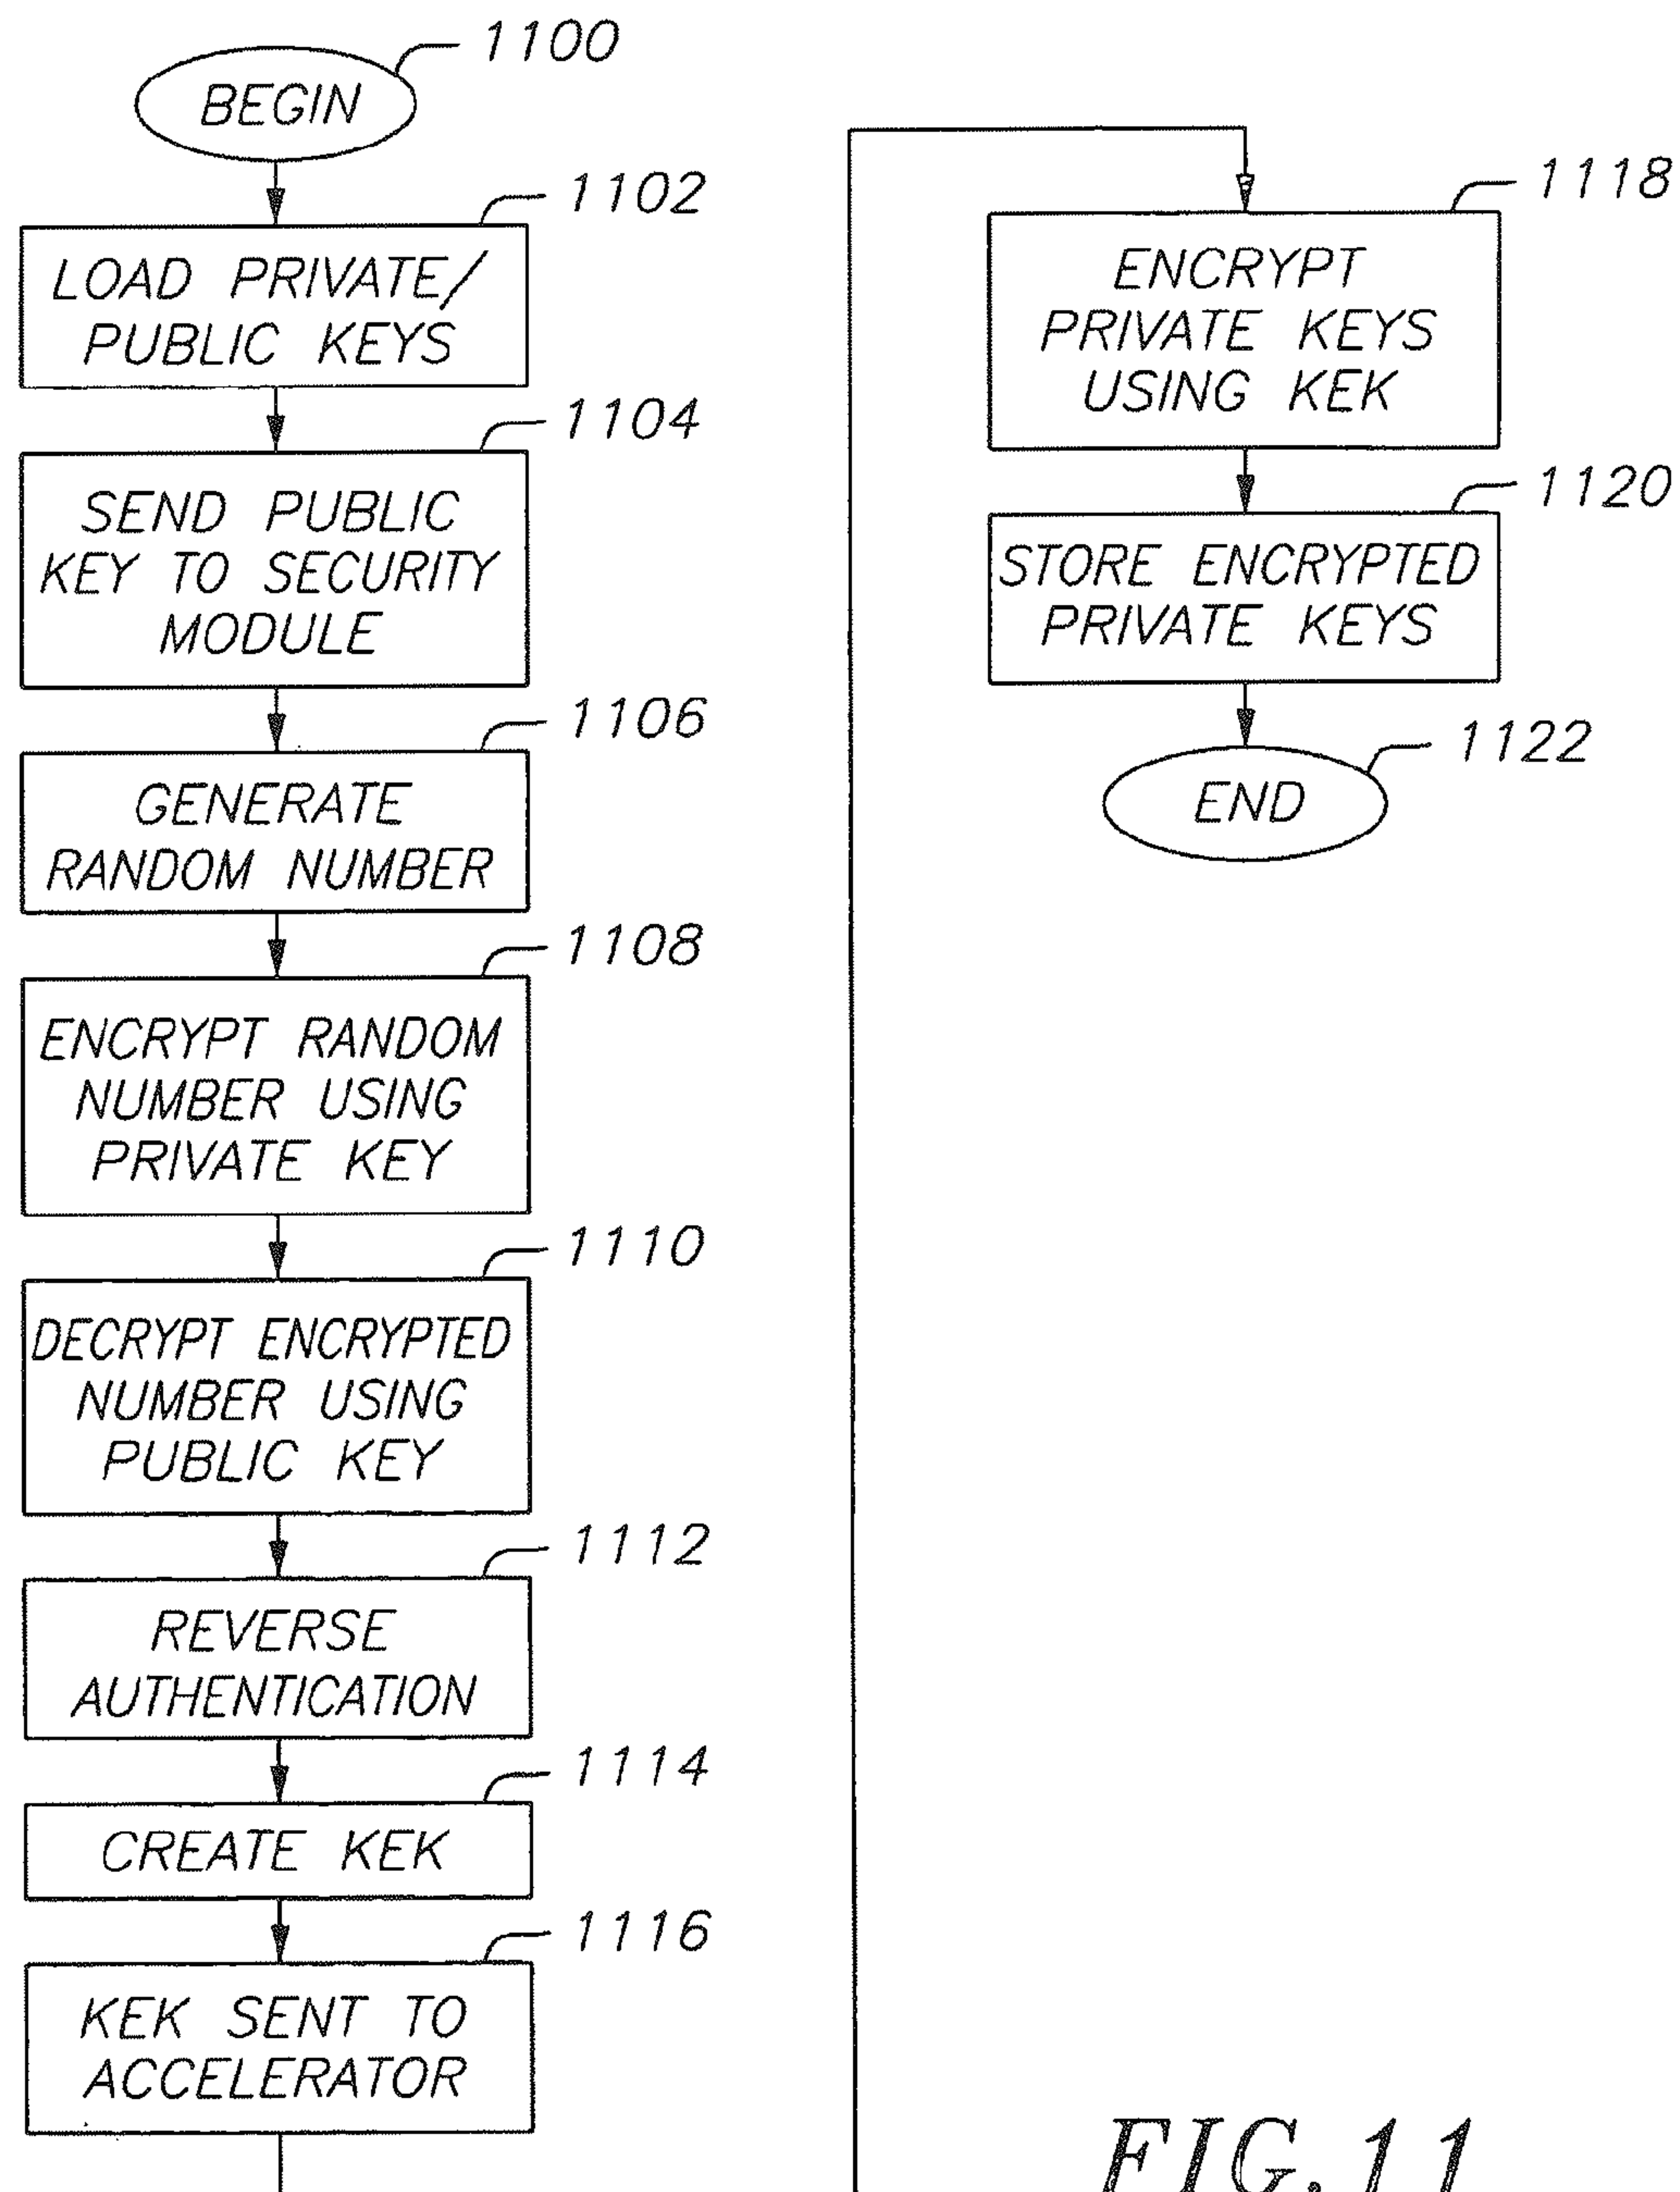 1100
BEGIN
1102
LOAD PRIVATE/
PUBLIC KEYS
1104
SEND PUBLIC
KEY TO SECURITY
MODULE
1106
GENERATE
RANDOM NUMBER
1108
ENCRYPT RANDOM
NUMBER USING
PRIVATE KEY
1110
DECRYPT ENCRYPTED
NUMBER USING
PUBLIC KEY
1112
REVERSE
AUTHENTICATION
1114
CREATE KEK
1116
KEK SENT TO
ACCELERATOR
1118
ENCRYPT
PRIVATE KEYS
USING KEK
1120
STORE ENCRYPTED
PRIVATE KEYS
1122
END
FIG.11